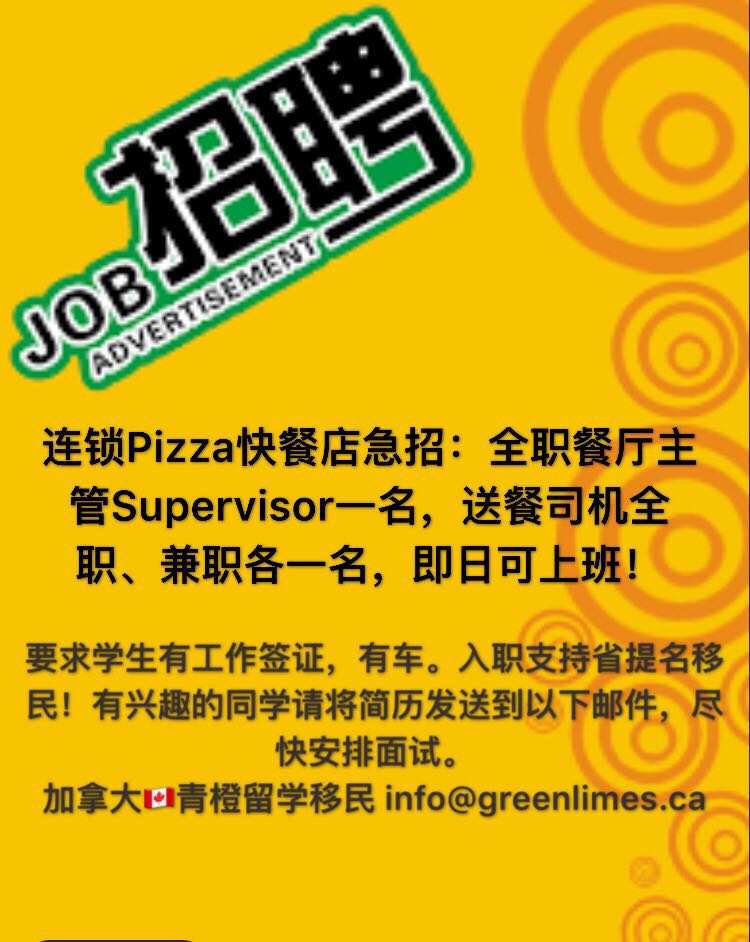 招聘
JOB
ADVERTISEMENT
连锁Pizza快餐店急招：全职餐厅主
管Supervisor一名，送餐司机全
职、兼职各一名，即日可上班！
要求学生有工作签证，有车。入职支持省提名移
民！有兴趣的同学请将简历发送到以下邮件，尽
快安排面试。
加拿大🇨🇦青橙留学移民 info@greenlimes.ca